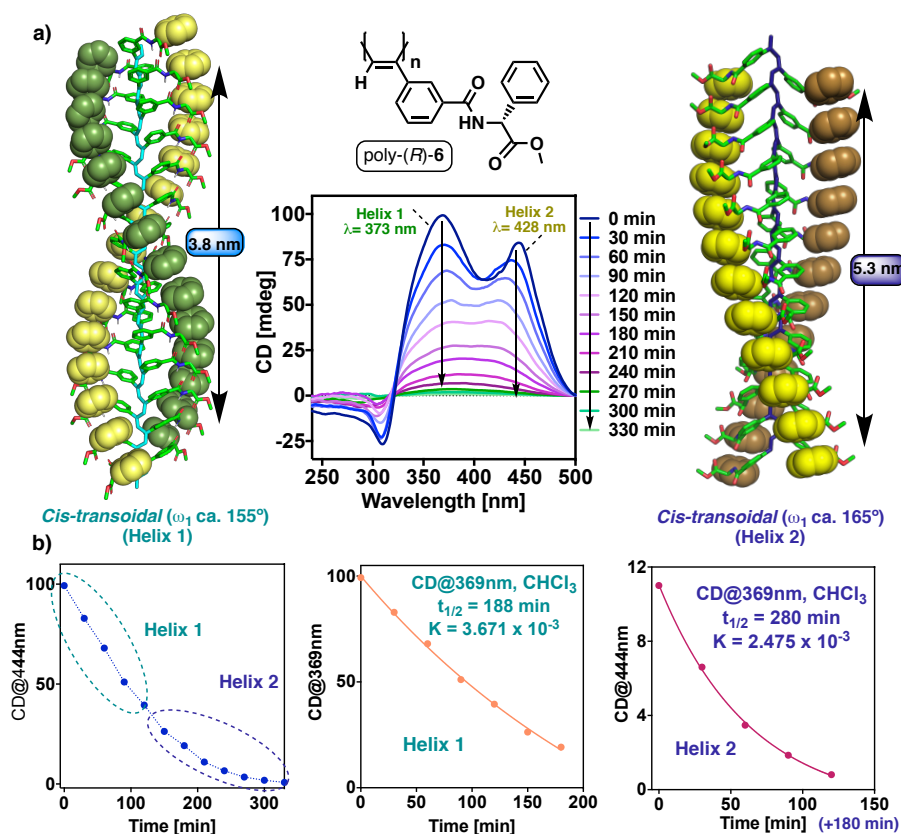 a)
n
H
O
NH
O
O
poly-(R)-6
3.8 nm
5.3 nm
Helix 1
λ= 373 nm
Helix 2
λ= 428 nm
CD [mdeg]
100
75
50
25
0
-25
300
350
400
450
500
Wavelength [nm]
0 min
30 min
60 min
90 min
120 min
150 min
180 min
210 min
240 min
270 min
300 min
330 min
Cis-transoidal (ω1 ca. 155º)
(Helix 1)
Cis-transoidal (ω1 ca. 165º)
(Helix 2)
b)
CD@444nm
100
50
0
Helix 1
Helix 2
0
100
200
300
Time [min]
CD@369nm
100
50
0
CD@369nm, CHCl3
t1/2 = 188 min
K = 3.671 x 10-3
Helix 1
0
50
100
150
200
Time [min]
CD@444nm
12
8
4
0
CD@444nm, CHCl3
t1/2 = 280 min
K = 2.475 x 10-3
Helix 2
0
50
100
150
Time [min] (+180 min)